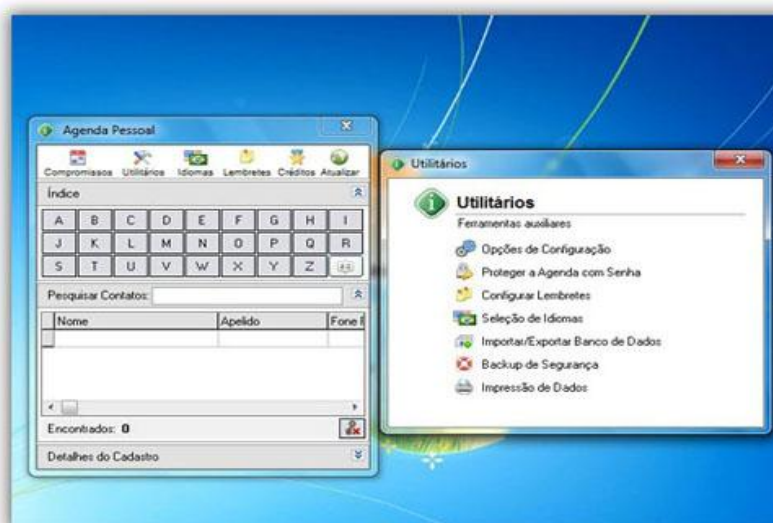 Agenda Pessoal
Compromissos Utilitários Idiomas Lembretes Créditos Atualizar
Índice
A B C D E F G H I
J K L M N O P Q R
S T U V W X Y Z
Pesquisar Contatos:
Nome Apelido Fone
Encontrados: 0
Detalhes do Cadastro
Utilitários
Utilitários
Ferramentas auxiliares
Opções de Configuração
Proteger a Agenda com Senha
Configurar Lembretes
Seleção de Idiomas
Importar/Exportar Banco de Dados
Backup de Segurança
Impressão de Dados